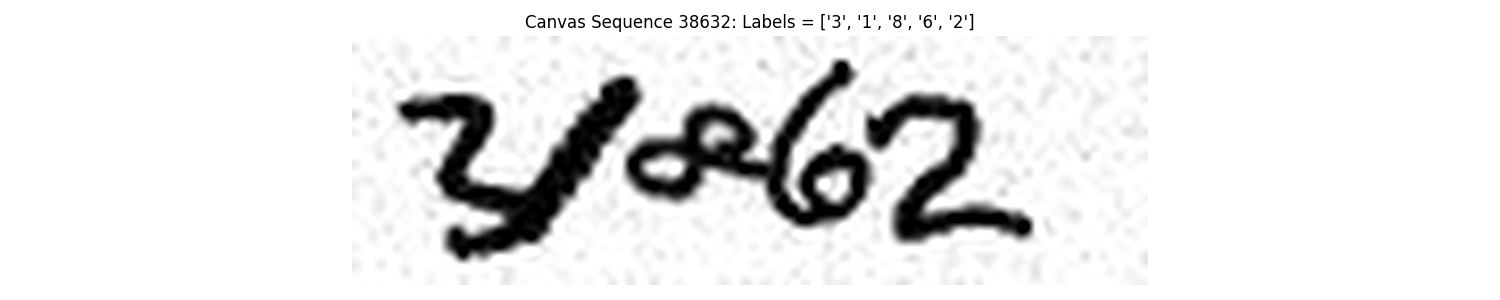 Canvas Sequence 38632: Labels = ['3', '1', '8', '6', '2']
31862